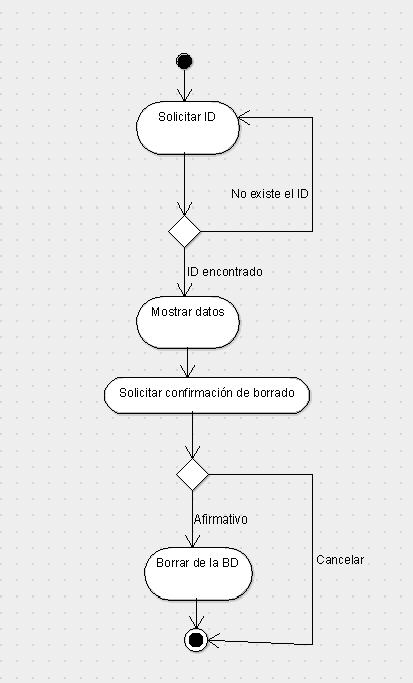 Solicitar ID
No existe el ID
ID encontrado
Mostrar datos
Solicitar confirmación de borrado
Afirmativo
Cancelar
Borrar de la BD